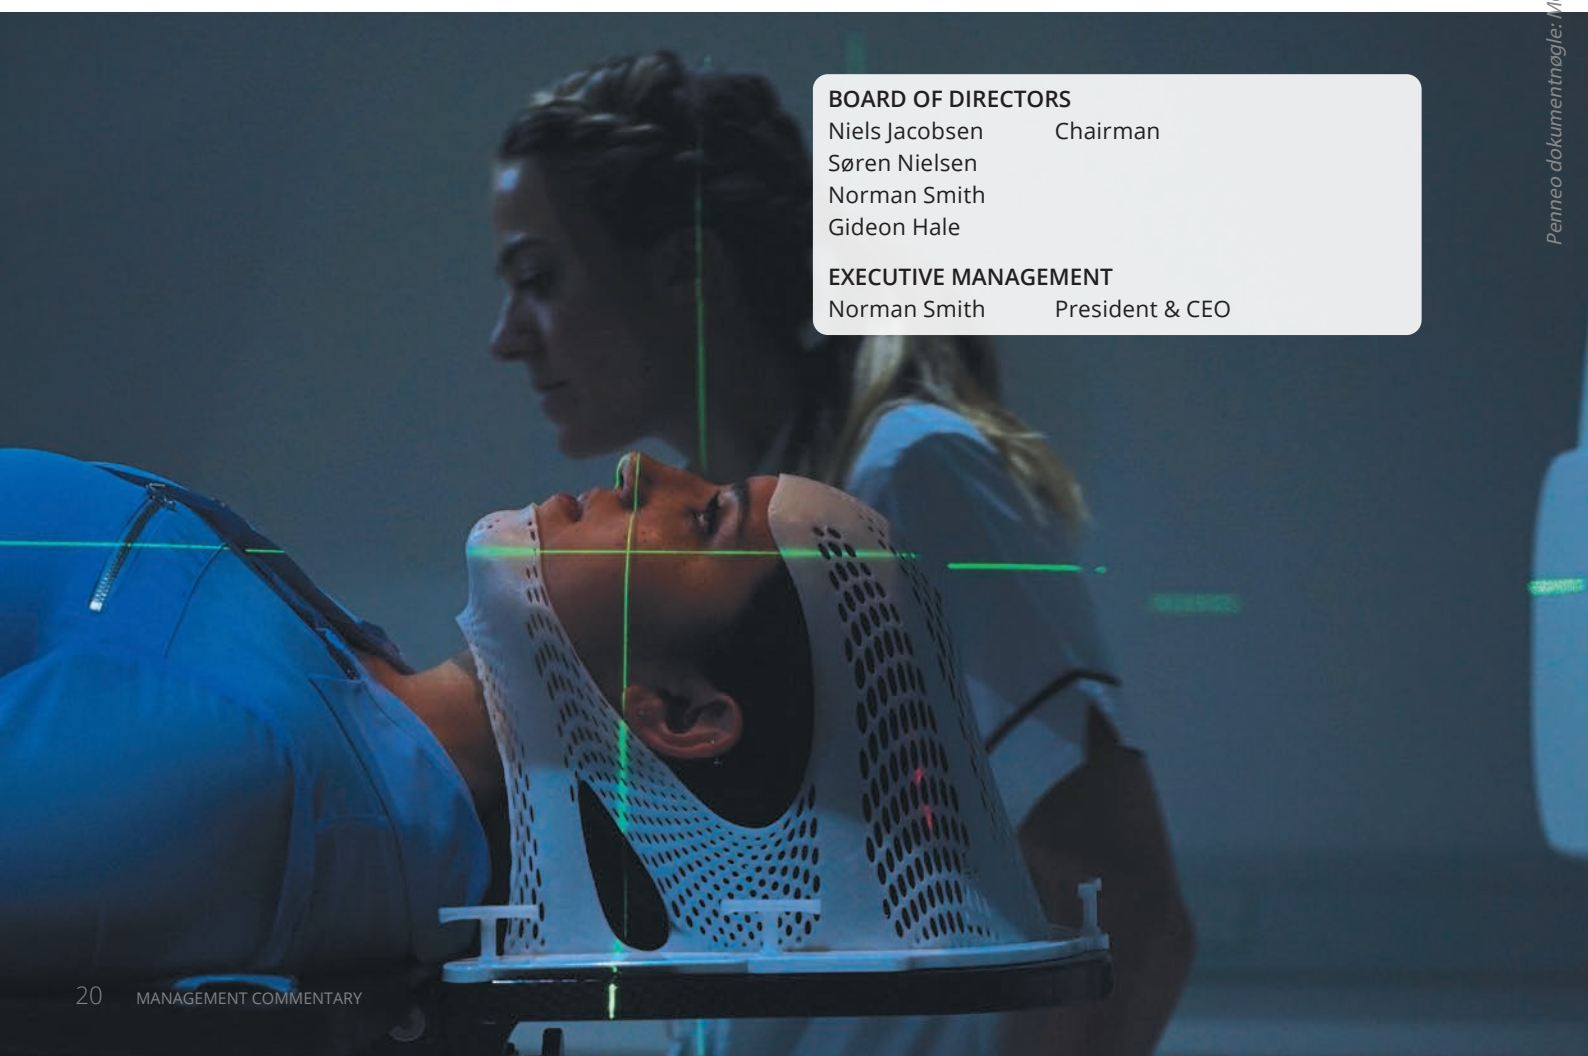 BOARD OF DIRECTORS
Niels Jacobsen Chairman
Søren Nielsen
Norman Smith
Gideon Hale
EXECUTIVE MANAGEMENT
Norman Smith President & CEO
Penneo dokumentnøgle:
20 MANAGEMENT COMMENTARY